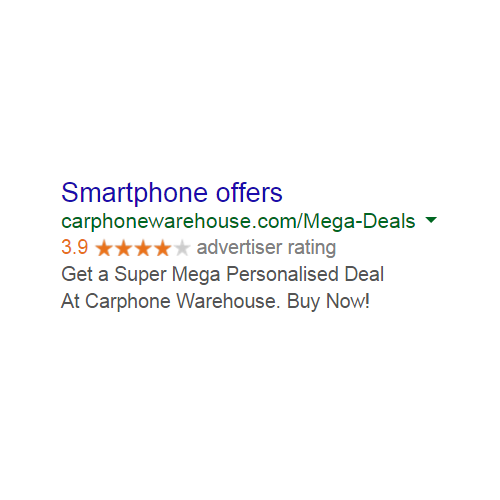 Smartphone offers
carphonewarehouse.com/Mega-Deals
3.9 advertiser rating
Get a Super Mega Personalised Deal
At Carphone Warehouse. Buy Now!